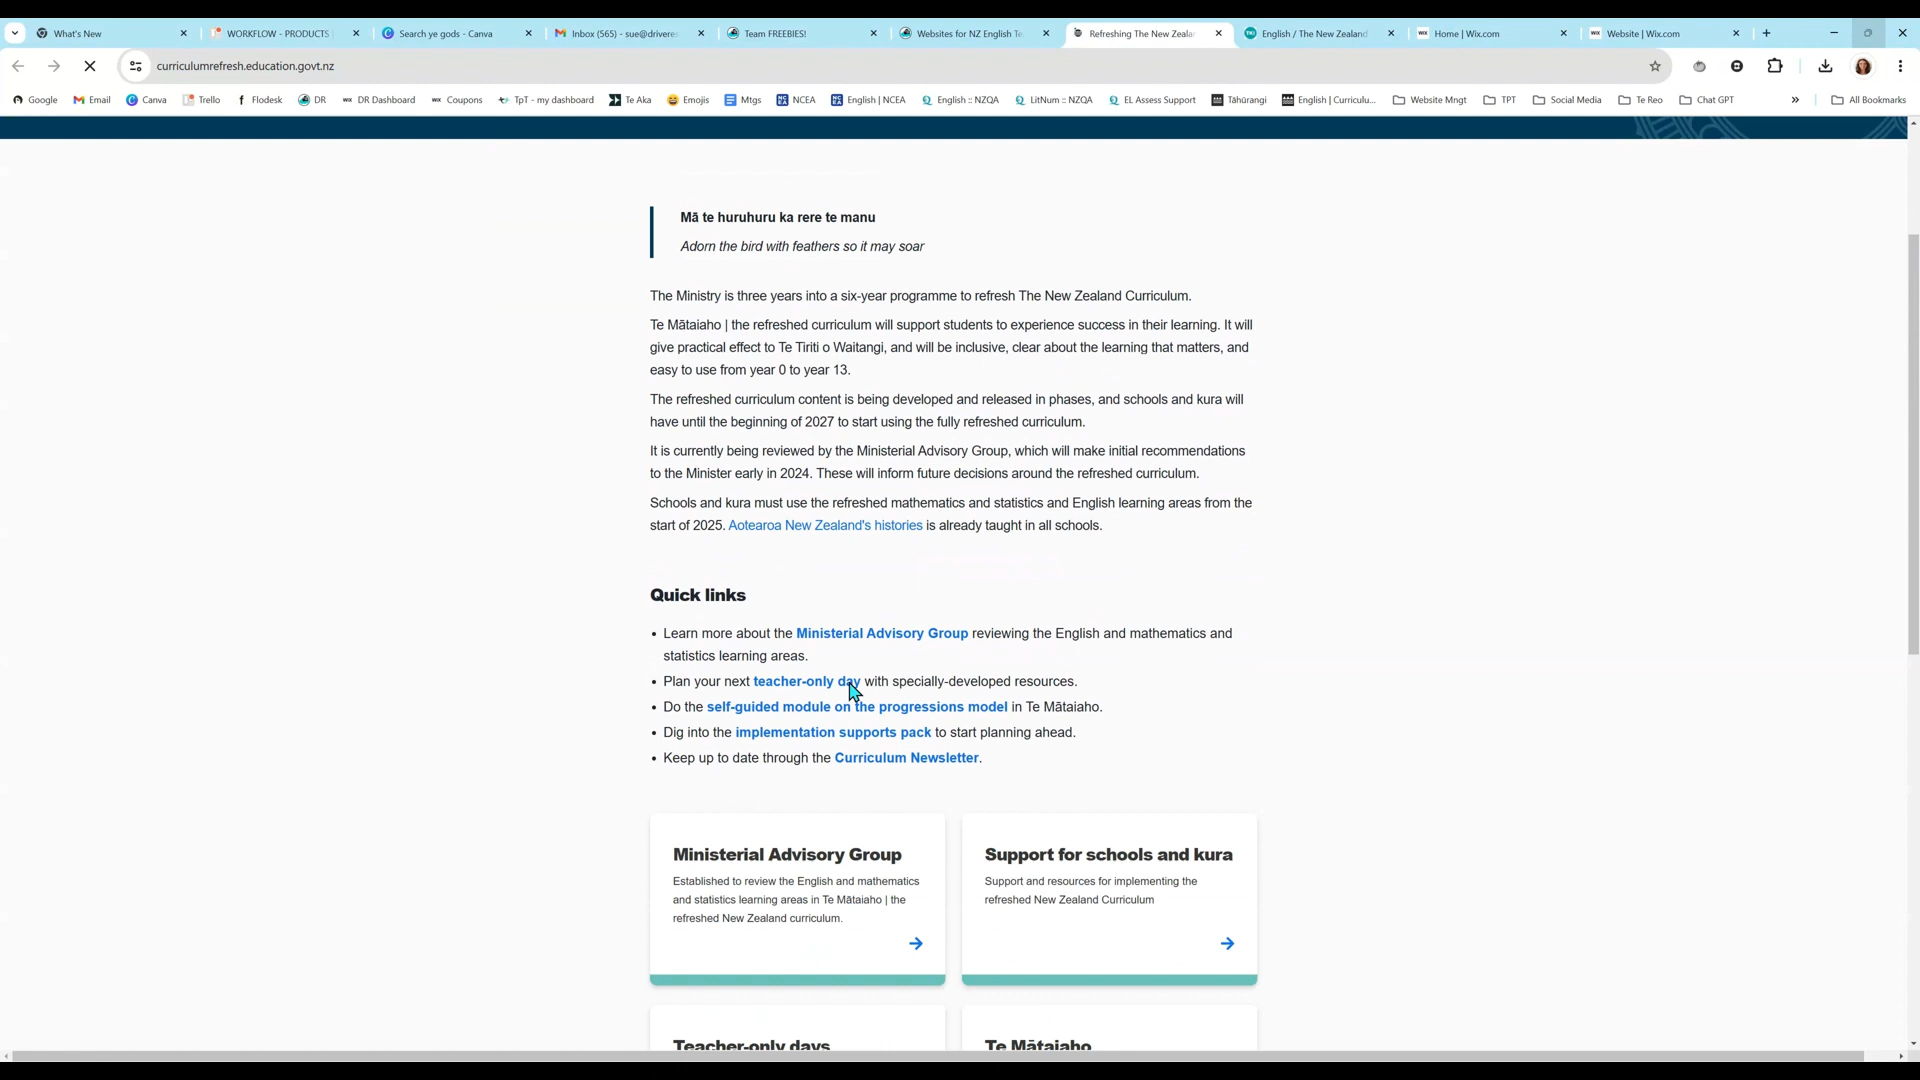 What's New
WORKFLOW - PRODUCTS
Search ye gods - Canva
Inbox (565) - sue@driveres
Team FREEBIES!
Websites for NZ English Te
Refreshing The New Zealan
English / The New Zealand
Home | Wix.com
Website | Wix.com
curriculumrefresh.education.govt.nz
Google
Email
Canva
Trello
Flodesk
DR
DR Dashboard
Coupons
TpT - my dashboard
Te Aka
Emojis
Mtgs
NCEA
English | NCEA
English :: NZQA
LitNum :: NZQA
EL Assess Support
Tāhūrangi
English | Curriculu...
Website Mngt
TPT
Social Media
Te Reo
Chat GPT
All Bookmarks
Mā te huruhuru ka rere te manu
Adorn the bird with feathers so it may soar
The Ministry is three years into a six-year programme to refresh The New Zealand Curriculum.
Te Mātaiaho | the refreshed curriculum will support students to experience success in their learning. It will
give practical effect to Te Tiriti o Waitangi, and will be inclusive, clear about the learning that matters, and
easy to use from year 0 to year 13.
The refreshed curriculum content is being developed and released in phases, and schools and kura will
have until the beginning of 2027 to start using the fully refreshed curriculum.
It is currently being reviewed by the Ministerial Advisory Group, which will make initial recommendations
to the Minister early in 2024. These will inform future decisions around the refreshed curriculum.
Schools and kura must use the refreshed mathematics and statistics and English learning areas from the
start of 2025. Aotearoa New Zealand's histories is already taught in all schools.
Quick links
• Learn more about the Ministerial Advisory Group reviewing the English and mathematics and
statistics learning areas.
• Plan your next teacher-only day with specially-developed resources.
• Do the self-guided module on the progressions model in Te Mātaiaho.
• Dig into the implementation supports pack to start planning ahead.
• Keep up to date through the Curriculum Newsletter.
Ministerial Advisory Group
Established to review the English and mathematics
and statistics learning areas in Te Mātaiaho | the
refreshed New Zealand curriculum.
Support for schools and kura
Support and resources for implementing the
refreshed New Zealand Curriculum
Teacher-only days
Te Mātaiaho